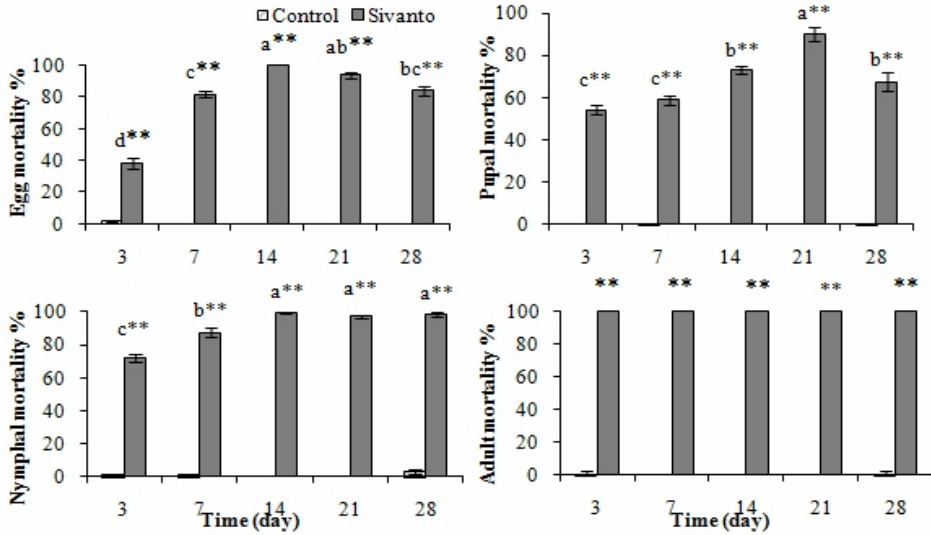 Control Sivanto
Egg mortality %
100
80
60
40
20
0
d** c** a** ab** bc**
3 7 14 21 28
Pupal mortality %
100
80
60
40
20
0
c** c** b** a** b**
3 7 14 21 28
Nymphal mortality %
100
80
60
40
20
0
c** b** a** a** a**
3 7 14 21 28
Time (day)
Adult mortality %
100
80
60
40
20
0
** ** ** ** **
3 7 14 21 28
Time (day)